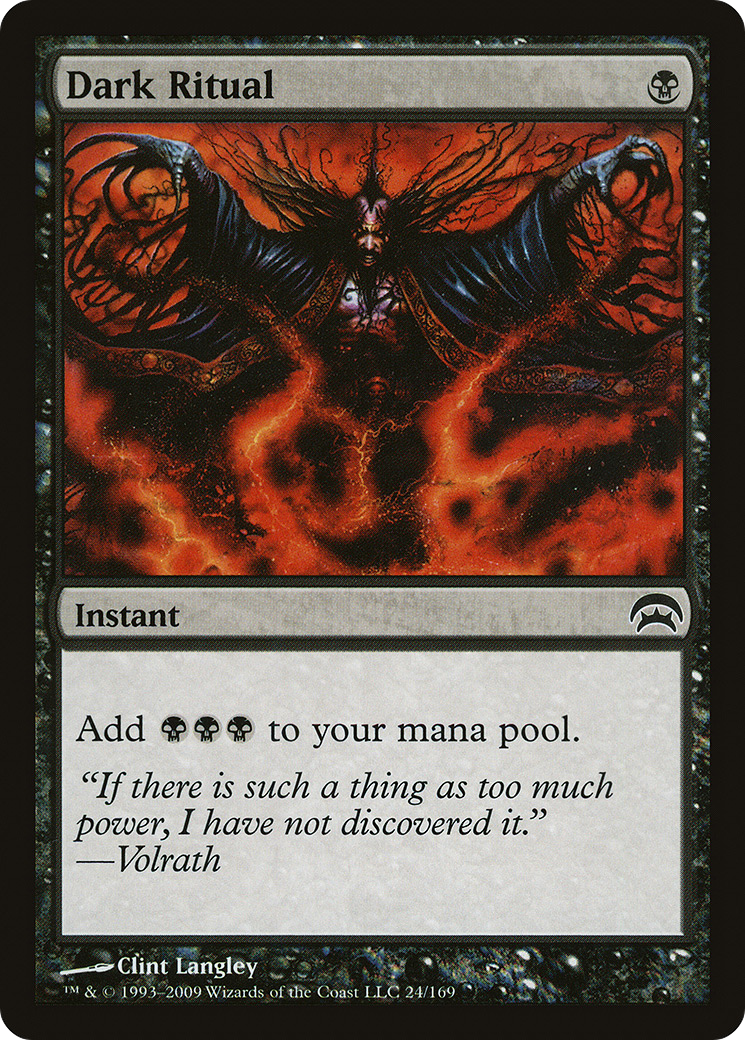 Dark Ritual
Instant
Add to your mana pool.
“If there is such a thing as too much
power, I have not discovered it.”
—Volrath
Clint Langley
™ & © 1993–2009 Wizards of the Coast LLC 24/169